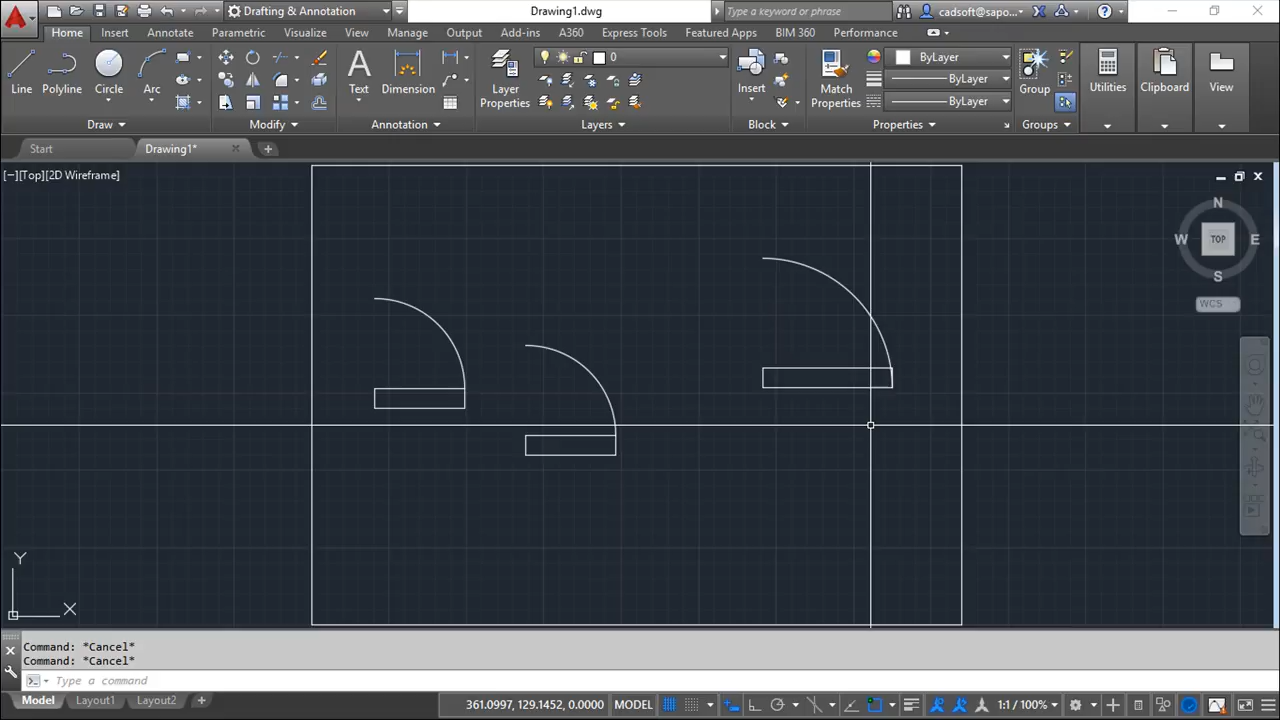 Drafting & Annotation
Drawing1.dwg
Type a keyword or phrase
cadsoft@sapo...
Home Insert Annotate Parametric Visualize View Manage Output Add-ins A360 Express Tools Featured Apps BIM 360 Performance
Line Polyline Circle Arc
Text Dimension
Layer Properties
0
Insert
Match Properties
ByLayer
ByLayer
ByLayer
Group
Utilities
Clipboard
View
Draw Modify Annotation Layers Block Properties Groups
Start Drawing1*
[−][Top][2D Wireframe]
N
W TOP E
S
WCS
Y
X
Command: *Cancel*
Command: *Cancel*
Type a command
Model Layout1 Layout2
361.0997, 129.1452, 0.0000 MODEL 1:1 / 100%